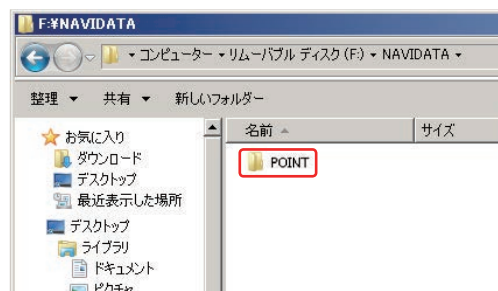 F:¥NAVIDATA
コンピューター ▾ リムーバブル ディスク (F:) ▾ NAVIDATA ▾
整理 ▼ 共有 ▼ 新しいフォルダー
お気に入り
ダウンロード
デスクトップ
最近表示した場所
デスクトップ
ライブラリ
ドキュメント
ピクチャ
名前 サイズ
POINT